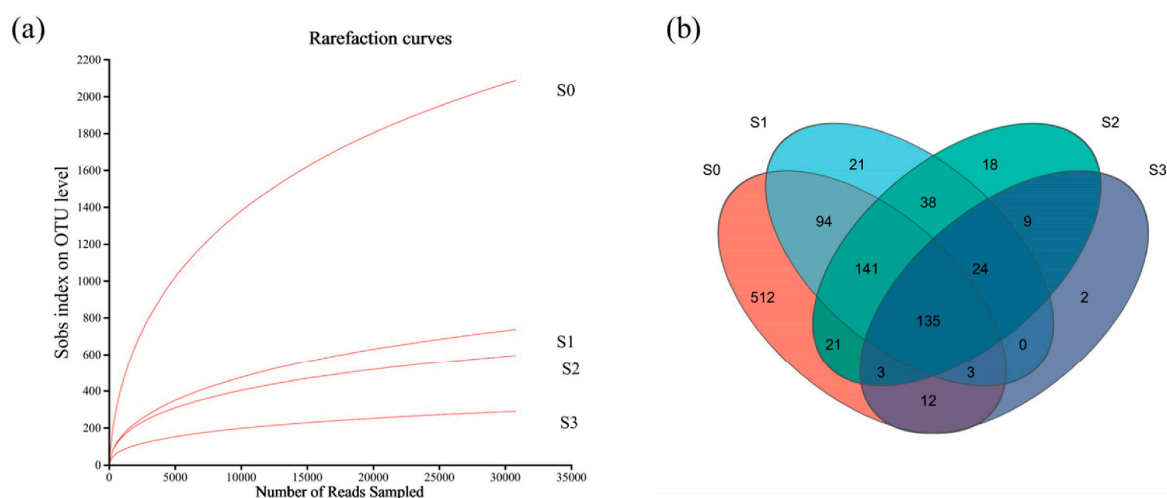 (a)
Rarefaction curves
Sobs index on OTU level
2200
2000
1800
1600
1400
1200
1000
800
600
400
200
0
S0
S1
S2
S3
0 5000 10000 15000 20000 25000 30000 35000
Number of Reads Sampled
(b)
S1 S2
S0 S3
21 18
38
94 9
141 24
512 2
135
21 0
3 3
12